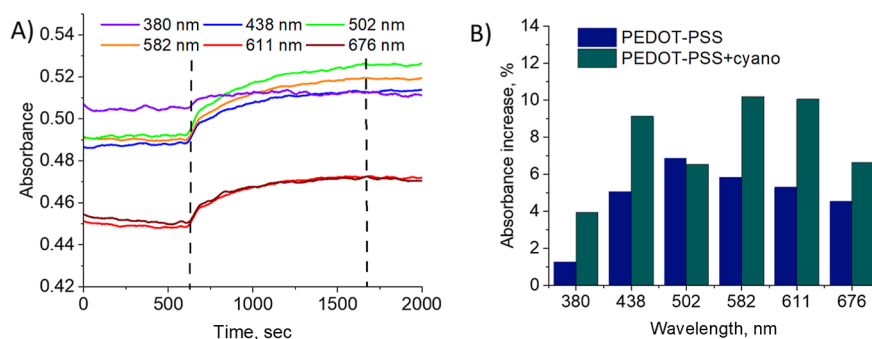 A)
380 nm 438 nm 502 nm
582 nm 611 nm 676 nm
0.54
0.52
0.50
0.48
0.46
0.44
0.42
Absorbance
0 500 1000 1500 2000
Time, sec
B)
PEDOT-PSS
PEDOT-PSS+cyano
14
12
10
8
6
4
2
0
Absorbance increase, %
380 438 502 582 611 676
Wavelength, nm